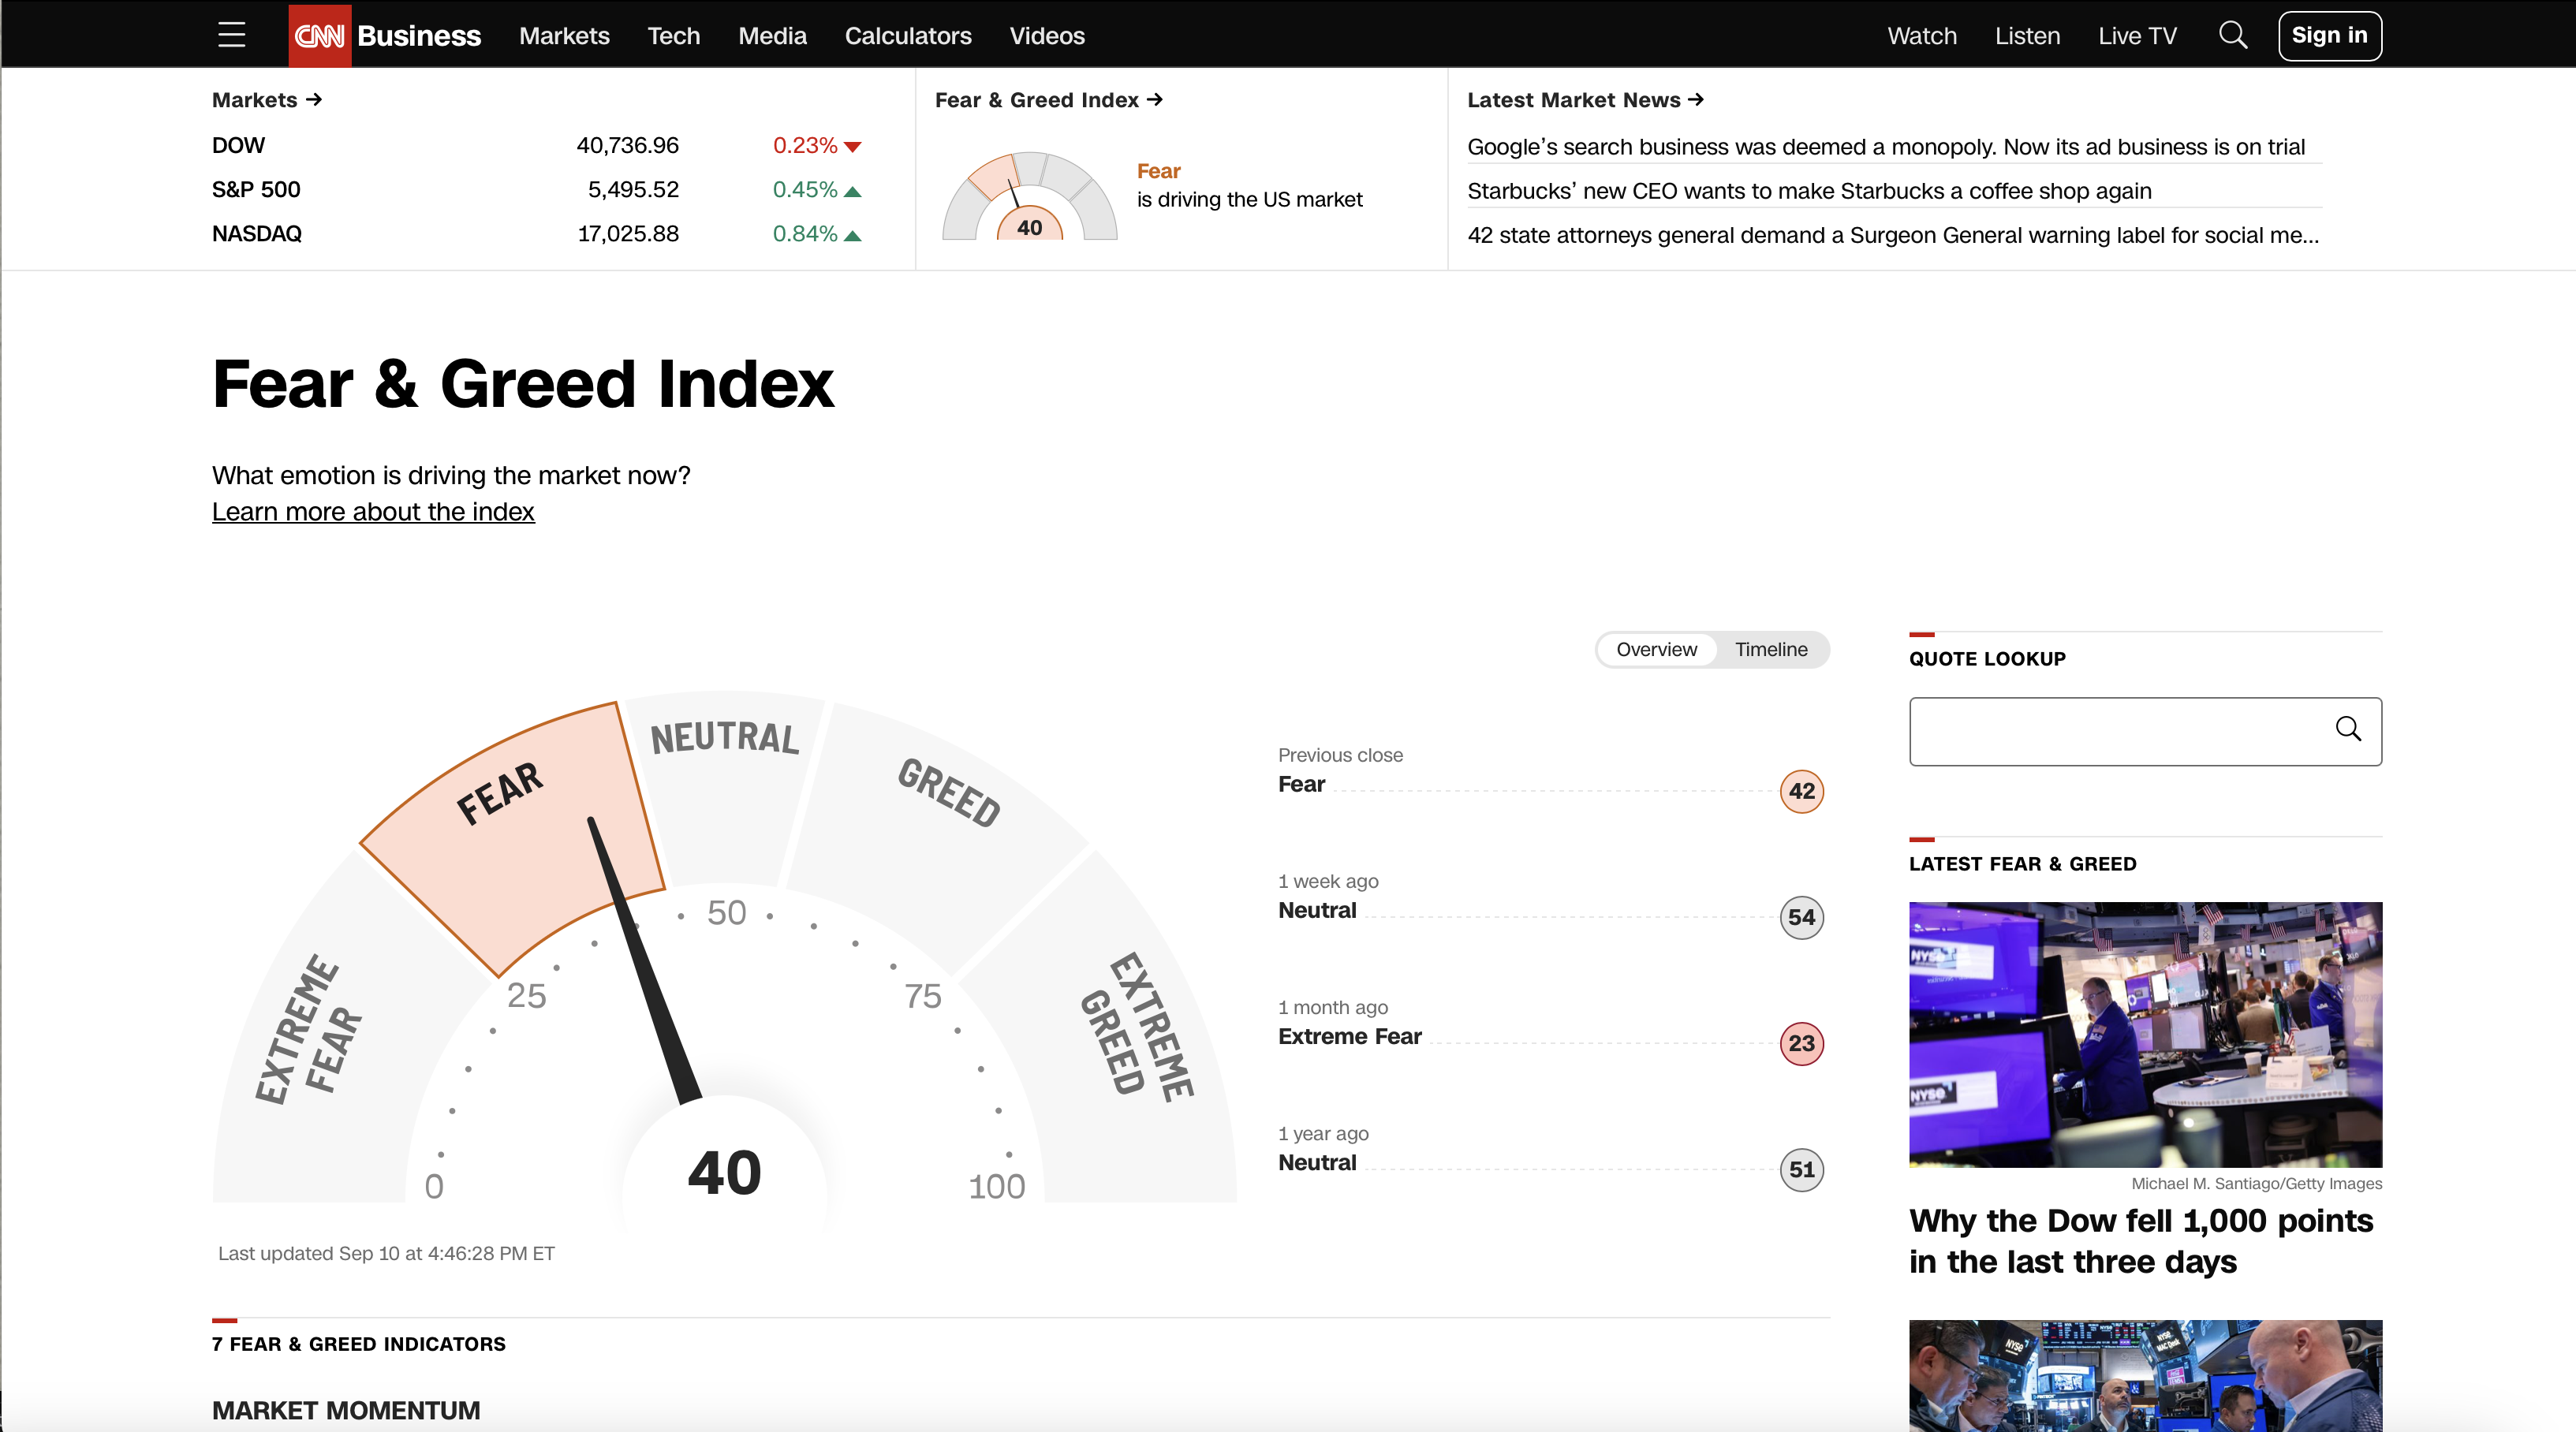 CNN Business Markets Tech Media Calculators Videos Watch Listen Live TV Sign in
Markets →
DOW 40,736.96 0.23%
S&P 500 5,495.52 0.45%
NASDAQ 17,025.88 0.84%
Fear & Greed Index →
40
Fear
is driving the US market
Latest Market News →
Google’s search business was deemed a monopoly. Now its ad business is on trial
Starbucks’ new CEO wants to make Starbucks a coffee shop again
42 state attorneys general demand a Surgeon General warning label for social me...
Fear & Greed Index
What emotion is driving the market now?
Learn more about the index
Overview Timeline
EXTREME
FEAR
FEAR
NEUTRAL
GREED
EXTREME
GREED
0
25
50
75
100
40
Last updated Sep 10 at 4:46:28 PM ET
Previous close
Fear 42
1 week ago
Neutral 54
1 month ago
Extreme Fear 23
1 year ago
Neutral 51
7 FEAR & GREED INDICATORS
MARKET MOMENTUM
QUOTE LOOKUP
LATEST FEAR & GREED
NYSE
NYSE
Michael M. Santiago/Getty Images
Why the Dow fell 1,000 points
in the last three days
NYSE
NYSE